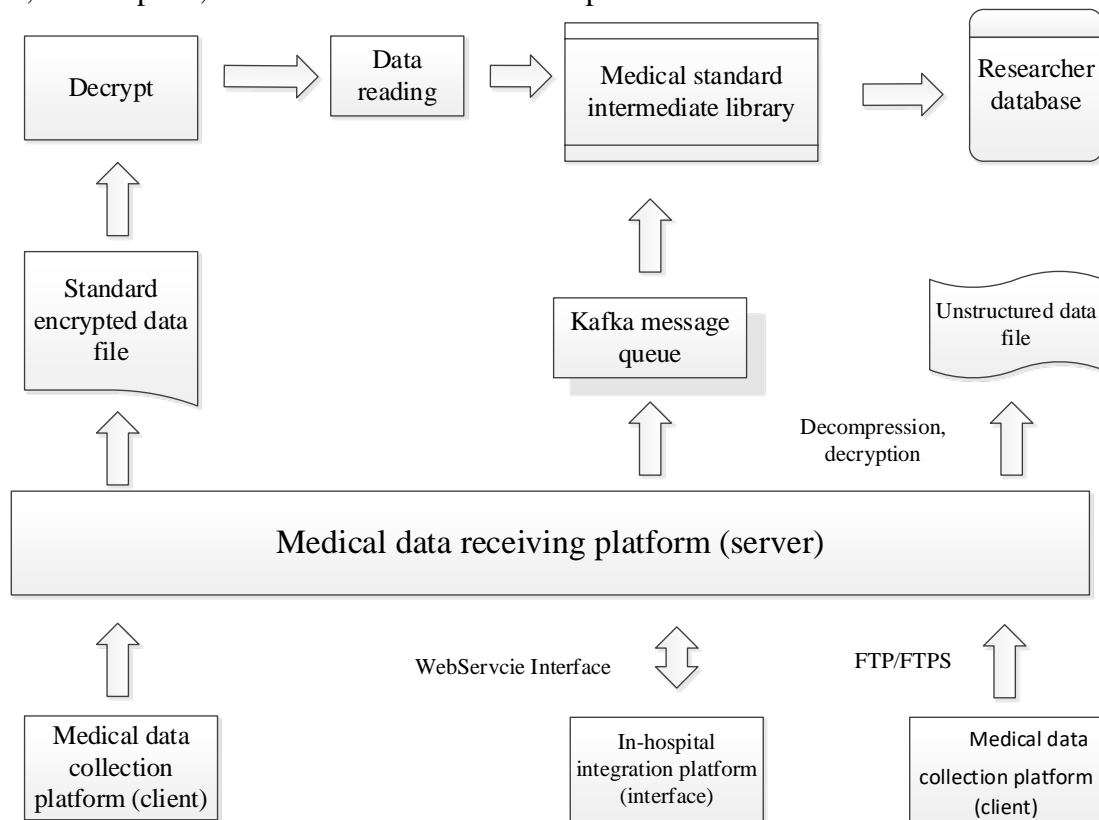 Decrypt
Data
reading
Medical standard
intermediate library
Researcher
database
Standard
encrypted data
file
Kafka message
queue
Unstructured data
file
Decompression,
decryption
Medical data receiving platform (server)
WebServcie Interface
FTP/FTPS
Medical data
collection
platform (client)
In-hospital
integration platform
(interface)
Medical data
collection platform
(client)